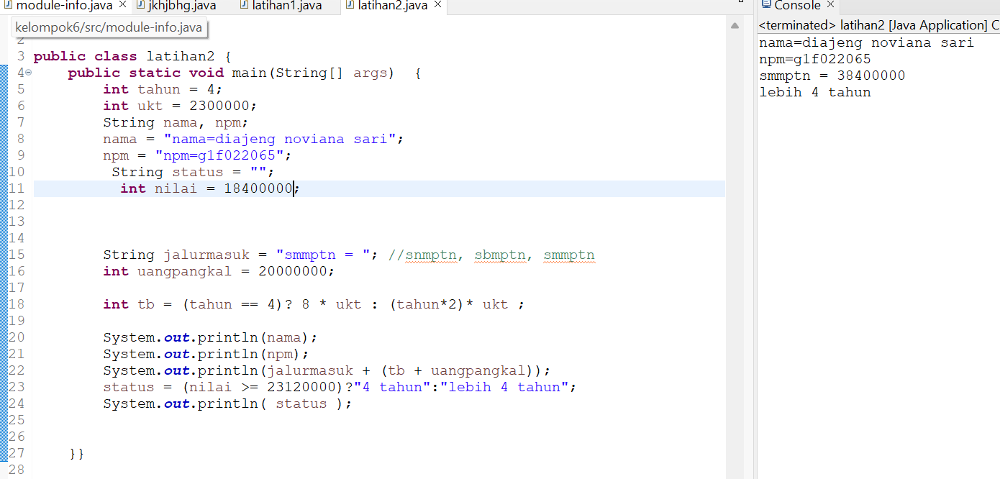 module-info.java jkhjbhg.java latihan1.java latihan2.java
kelompok6/src/module-info.java
2
3 public class latihan2 {
4 public static void main(String[] args)  {
5 int tahun = 4;
6 int ukt = 2300000;
7 String nama, npm;
8 nama = "nama=diajeng noviana sari";
9 npm = "npm=g1f022065";
10 String status = "";
11 int nilai = 18400000;
12
13
14
15 String jalurmasuk = "smmptn = "; //snmptn, sbmptn, smmptn
16 int uangpangkal = 20000000;
17
18 int tb = (tahun == 4)? 8 * ukt : (tahun*2)* ukt ;
19
20 System.out.println(nama);
21 System.out.println(npm);
22 System.out.println(jalurmasuk + (tb + uangpangkal));
23 status = (nilai >= 23120000)?"4 tahun":"lebih 4 tahun";
24 System.out.println( status );
25
26
27 }}
28
Console
<terminated> latihan2 [Java Application] C
nama=diajeng noviana sari
npm=g1f022065
smmptn = 38400000
lebih 4 tahun